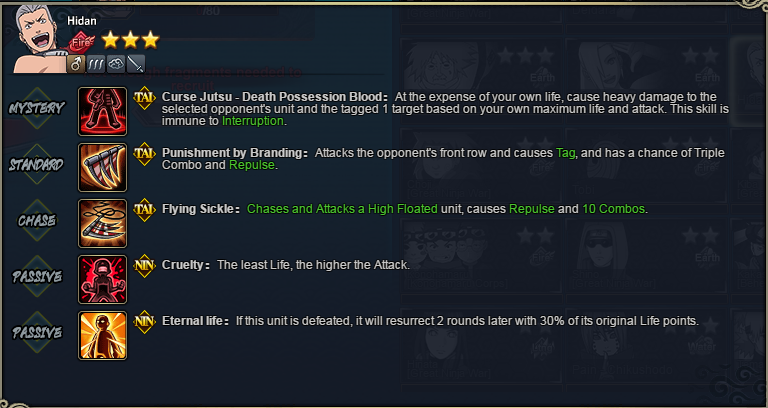 /80
Hidan
Fire
Earth
Earth
MYSTERY
TAI
Curse Jutsu - Death Possession Blood: At the expense of your own life, cause heavy damage to the
selected opponent's unit and the tagged 1 target based on your own maximum life and attack. This skill is
immune to Interruption.
STANDARD
TAI
Punishment by Branding: Attacks the opponent's front row and causes Tag, and has a chance of Triple
Combo and Repulse.
CHASE
TAI
Flying Sickle: Chases and Attacks a High Floated unit, causes Repulse and 10 Combos.
Earth
PASSIVE
NIN
Cruelty: The least Life, the higher the Attack.
PASSIVE
NIN
Eternal life: If this unit is defeated, it will resurrect 2 rounds later with 30% of its original Life points.